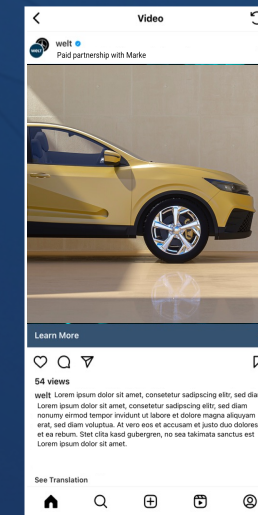 Video
welt
WELT
Paid partnership with Marke
Learn More
54 views
welt Lorem ipsum dolor sit amet, consetetur sadipscing elitr, sed dia
Lorem ipsum dolor sit amet, consetetur sadipscing elitr, sed diam
nonumy eirmod tempor invidunt ut labore et dolore magna aliquyam
erat, sed diam voluptua. At vero eos et accusam et justo duo dolores
et ea rebum. Stet clita kasd gubergren, no sea takimata sanctus est
Lorem ipsum dolor sit amet.
See Translation